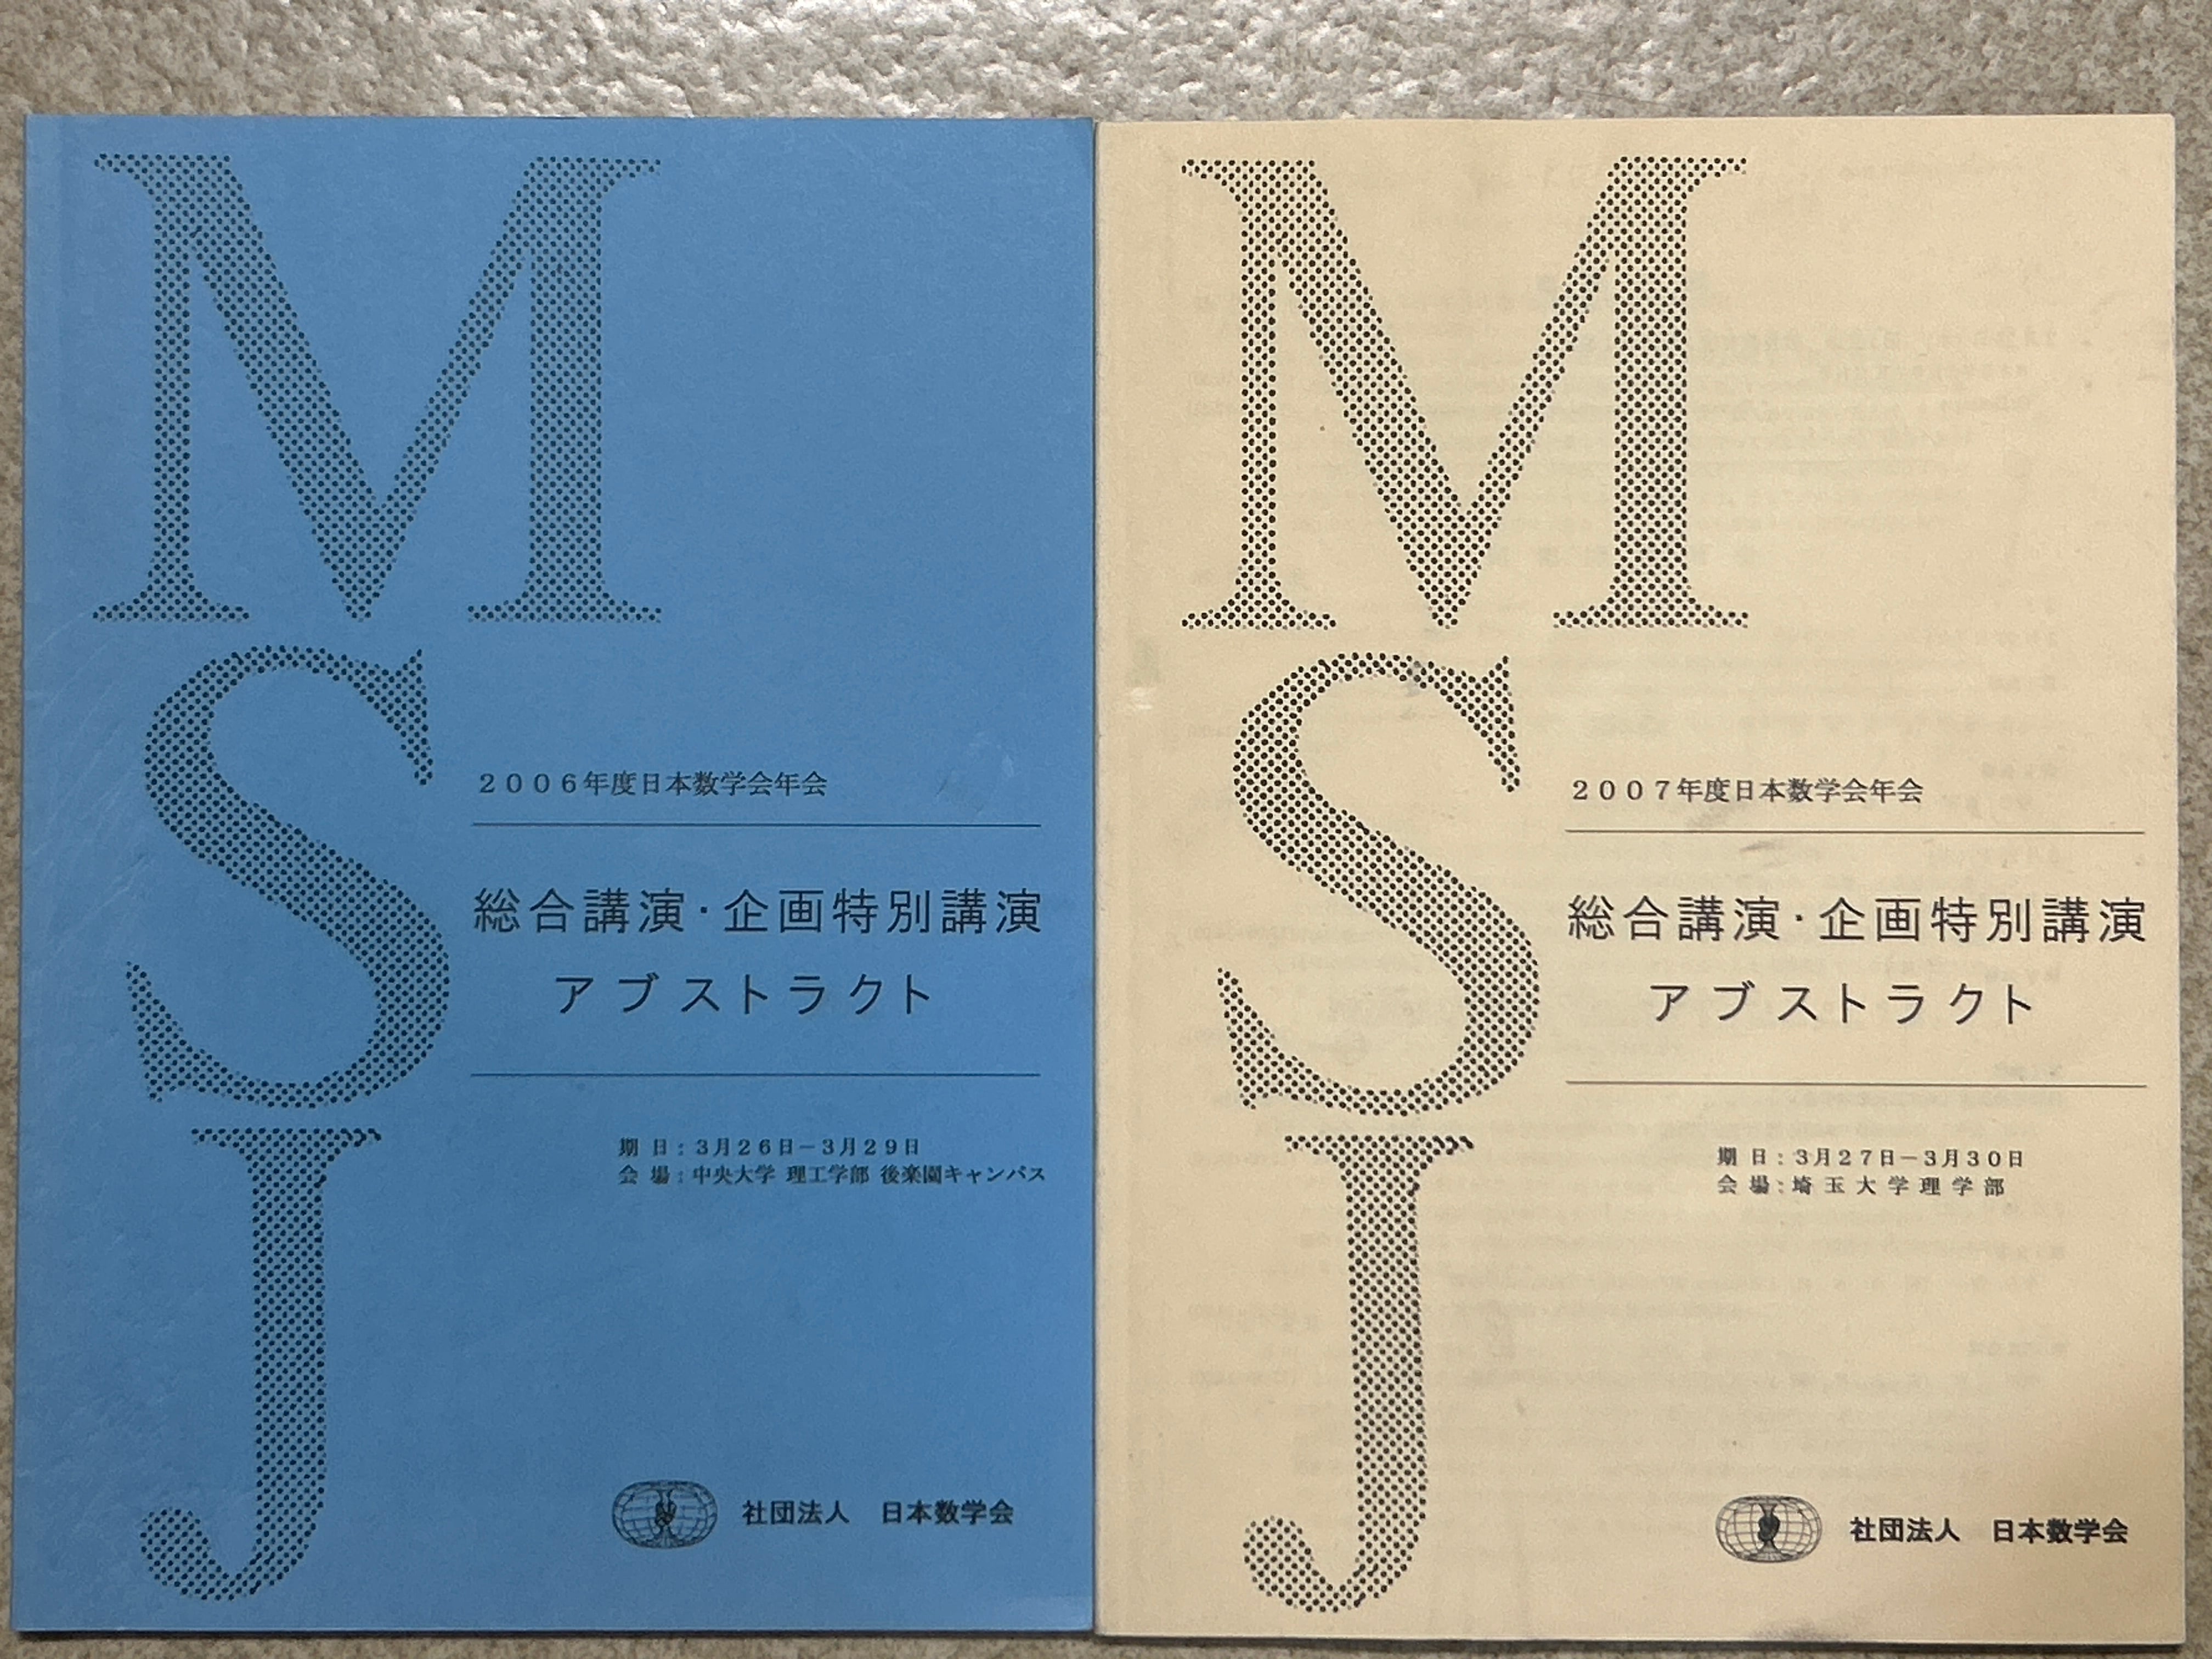 M
S
J
２００６年度日本数学会年会
総合講演・企画特別講演
アブストラクト
期 日：３月２６日－３月２９日
会 場：中央大学 理工学部 後楽園キャンパス
社団法人 日本数学会
M
S
J
２００７年度日本数学会年会
総合講演・企画特別講演
アブストラクト
期 日：３月２７日－３月３０日
会 場：埼玉大学理学部
社団法人 日本数学会